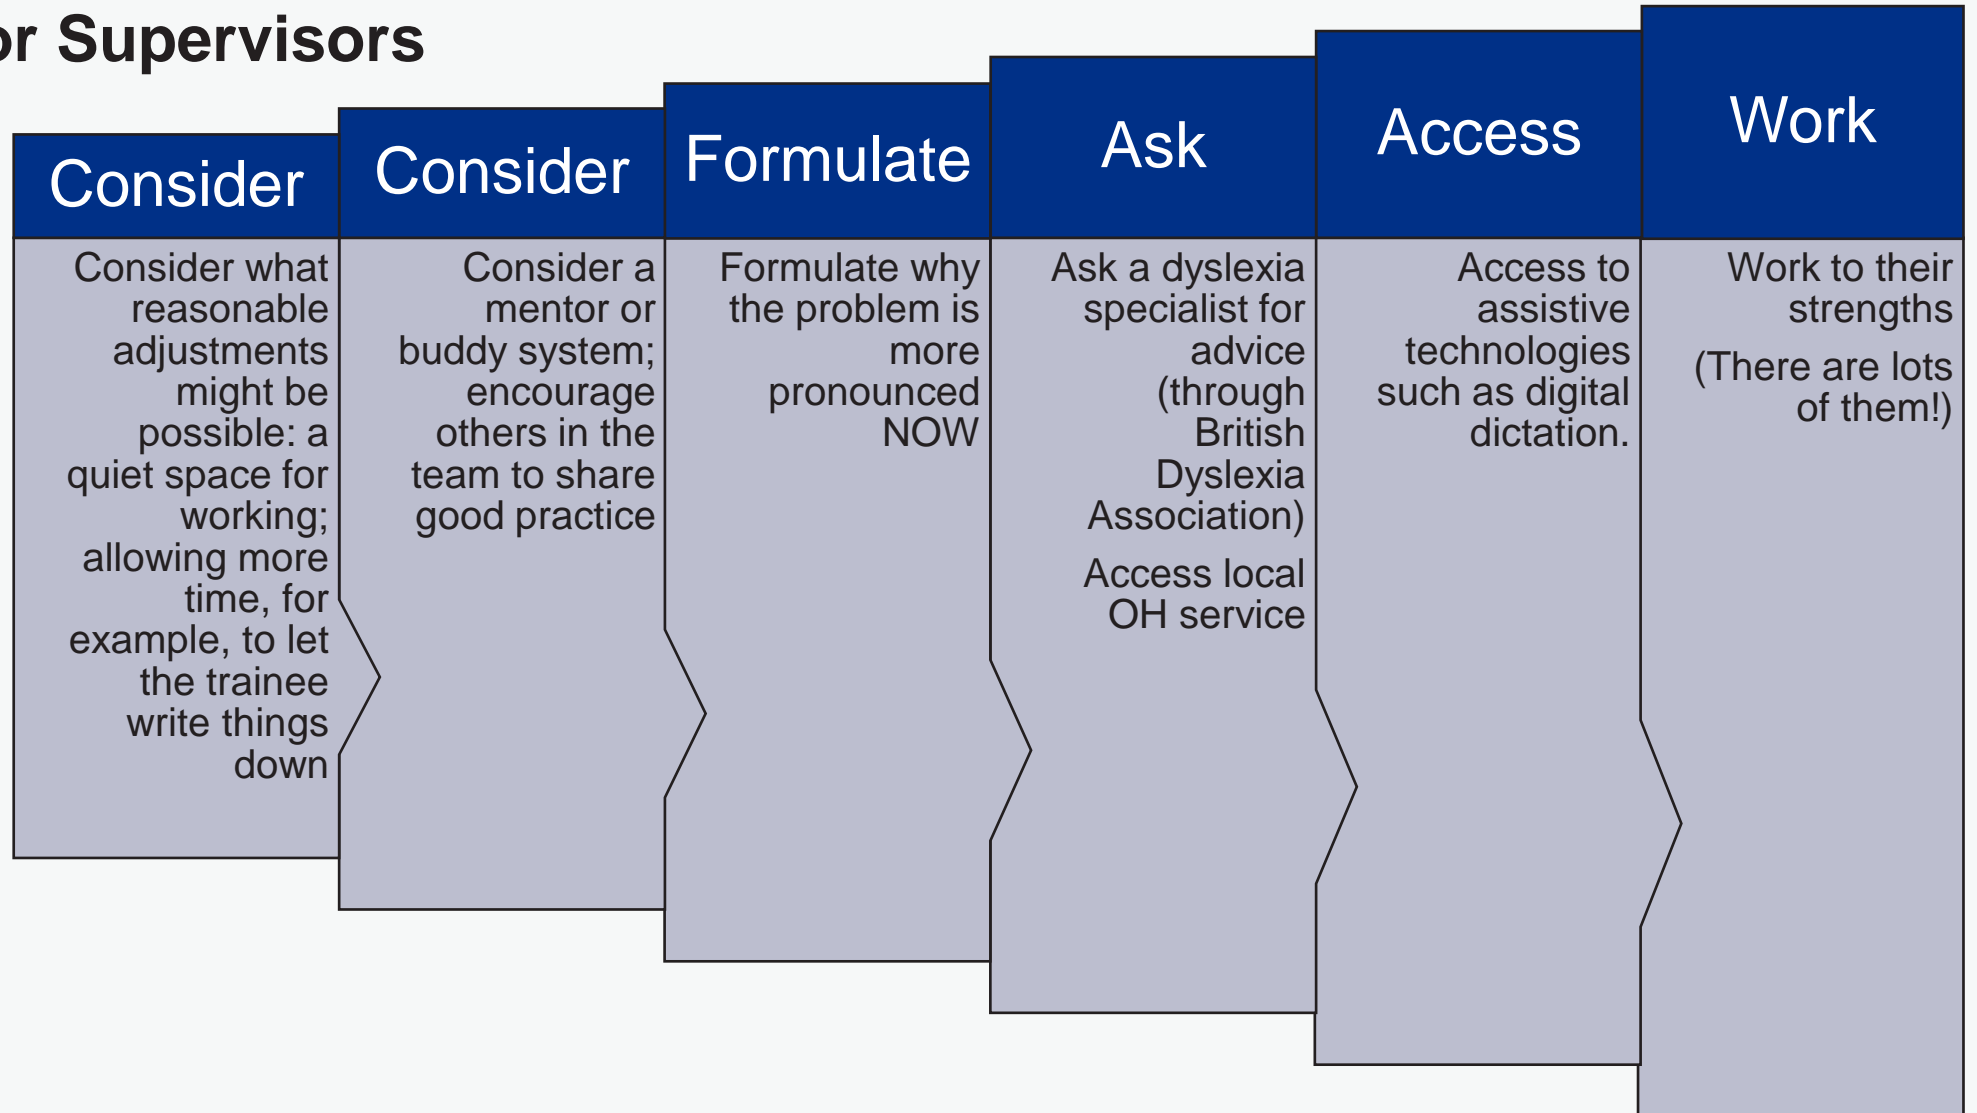 or Supervisors
Consider
Consider what
reasonable
adjustments
might be
possible: a
quiet space for
working;
allowing more
time, for
example, to let
the trainee
write things
down
Consider
Consider a
mentor or
buddy system;
encourage
others in the
team to share
good practice
Formulate
Formulate why
the problem is
more
pronounced
NOW
Ask
Ask a dyslexia
specialist for
advice
(through
British
Dyslexia
Association)
Access local
OH service
Access
Access to
assistive
technologies
such as digital
dictation.
Work
Work to their
strengths
(There are lots
of them!)